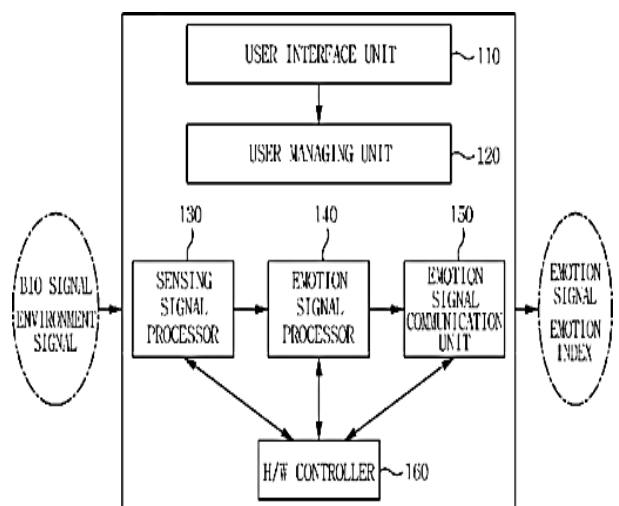 USER INTERFACE UNIT
110
USER MANAGING UNIT
120
130
140
150
BIO SIGNAL
ENVIRONMENT
SIGNAL
SENSING
SIGNAL
PROCESSOR
EMOTION
SIGNAL
PROCESSOR
EMOTION
SIGNAL
COMMUNICATION
UNIT
EMOTION
SIGNAL
EMOTION
INDEX
H/W CONTROLLER
160